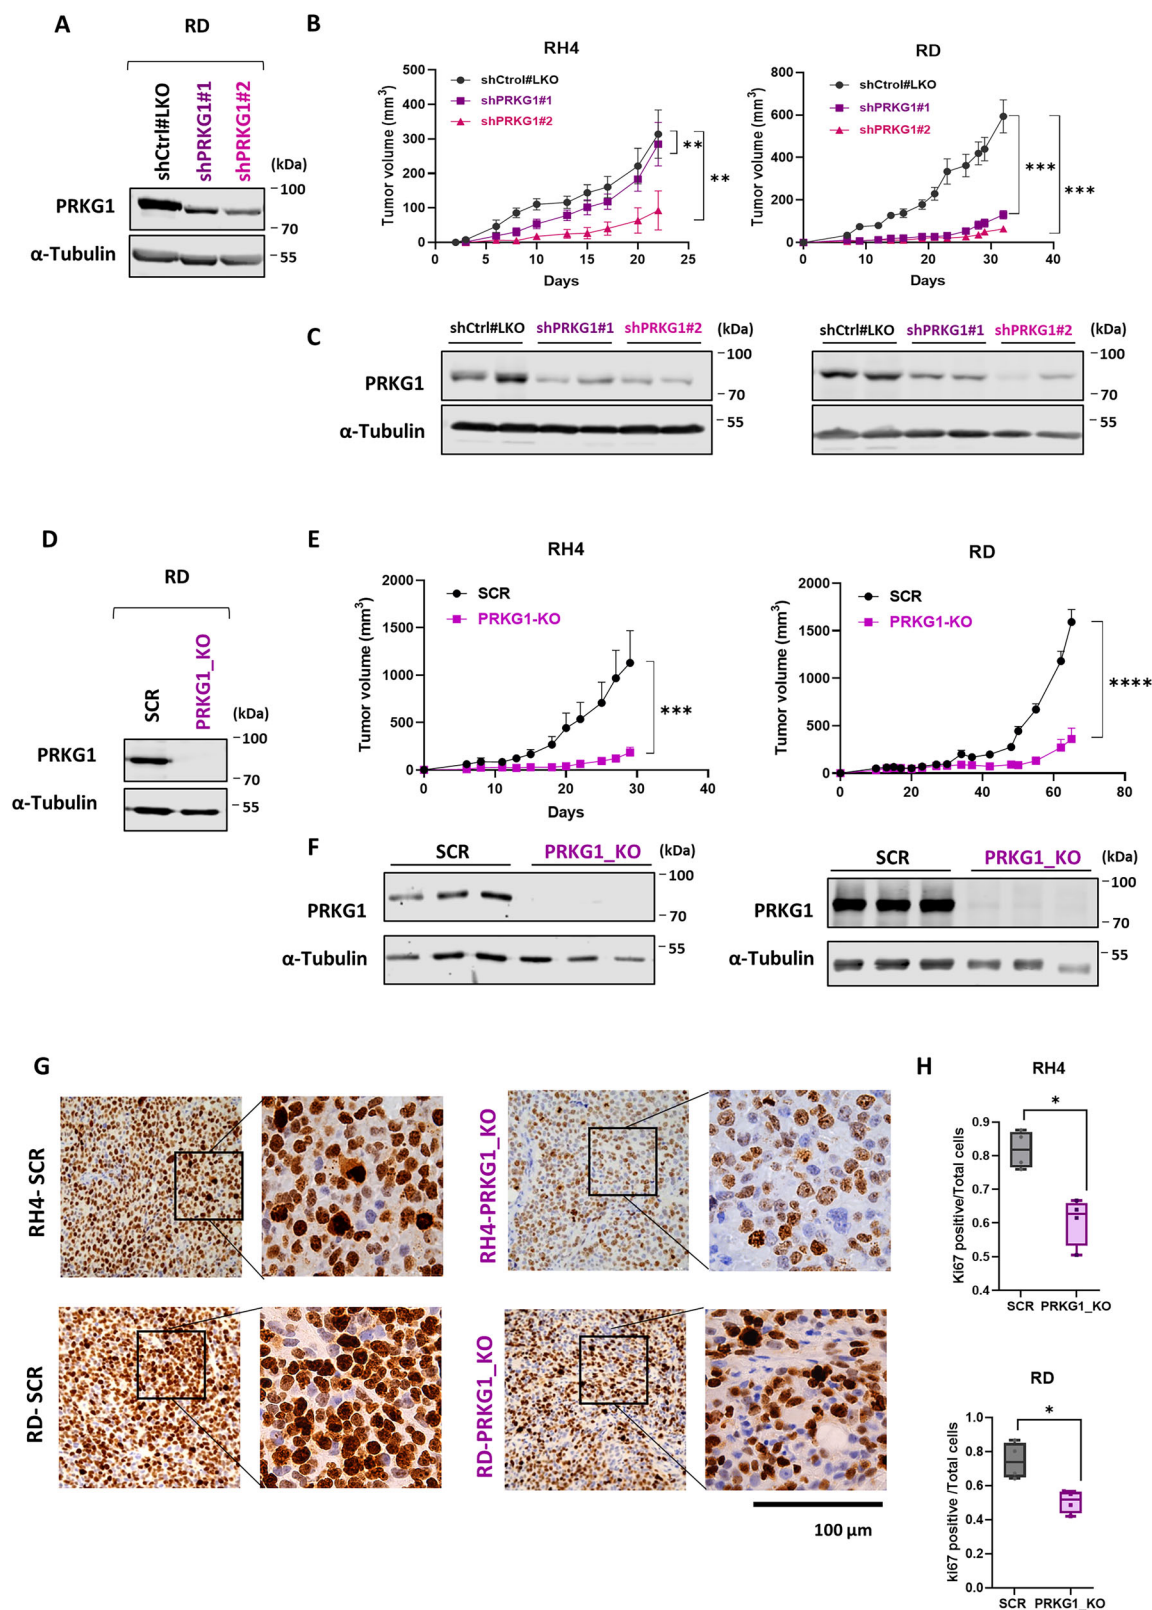 A
RD
shCtrl#LKO
shPRKG1#1
shPRKG1#2
(kDa)
PRKG1
100
70
α-Tubulin
55
B
RH4
Tumor volume (mm3)
500
400
300
200
100
0
shCtrol#LKO
shPRKG1#1
shPRKG1#2
**
**
0 5 10 15 20 25
Days
RD
Tumor volume (mm3)
800
600
400
200
0
shCtrol#LKO
shPRKG1#1
shPRKG1#2
***
***
0 10 20 30 40
Days
C
shCtrl#LKO shPRKG1#1 shPRKG1#2 (kDa)
PRKG1
100
70
α-Tubulin
55
shCtrl#LKO shPRKG1#1 shPRKG1#2 (kDa)
100
70
55
D
RD
SCR
PRKG1_KO
(kDa)
PRKG1
100
70
α-Tubulin
55
E
RH4
Tumor volume (mm3)
2000
1500
1000
500
0
SCR
PRKG1-KO
***
0 10 20 30 40
Days
RD
Tumor volume (mm3)
2000
1500
1000
500
0
SCR
PRKG1-KO
****
0 20 40 60 80
F
SCR PRKG1_KO (kDa)
PRKG1
100
70
α-Tubulin
55
SCR PRKG1_KO (kDa)
PRKG1
100
70
α-Tubulin
55
G
RH4- SCR
RH4-PRKG1_KO
RD- SCR
RD-PRKG1_KO
100 µm
H
RH4
Ki67 positive/Total cells
0.9
0.8
0.7
0.6
0.5
0.4
*
SCR PRKG1_KO
RD
ki67 positive /Total cells
1.0
0.8
0.6
0.4
0.2
0.0
*
SCR PRKG1_KO